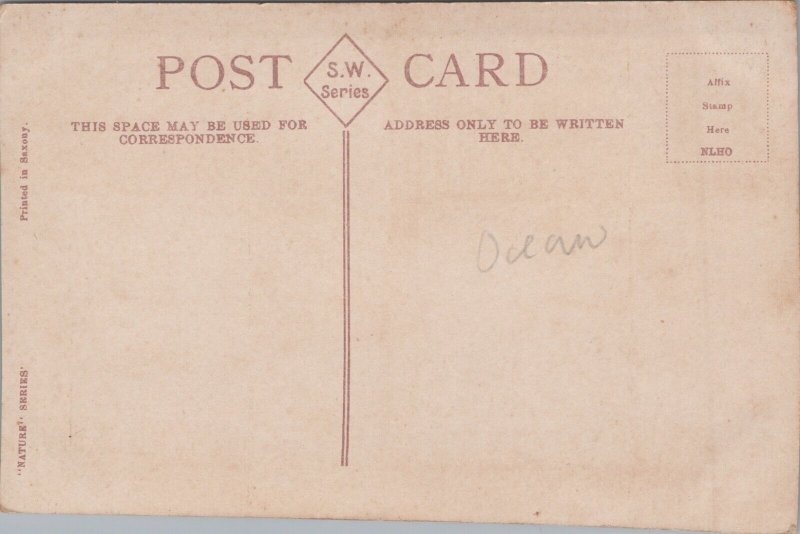 POST CARD
S.W.
Series
THIS SPACE MAY BE USED FOR
CORRESPONDENCE.
ADDRESS ONLY TO BE WRITTEN
HERE.
Affix
Stamp
Here
NLHO
Ocean
Printed in Saxony.
"NATURE" SERIES'